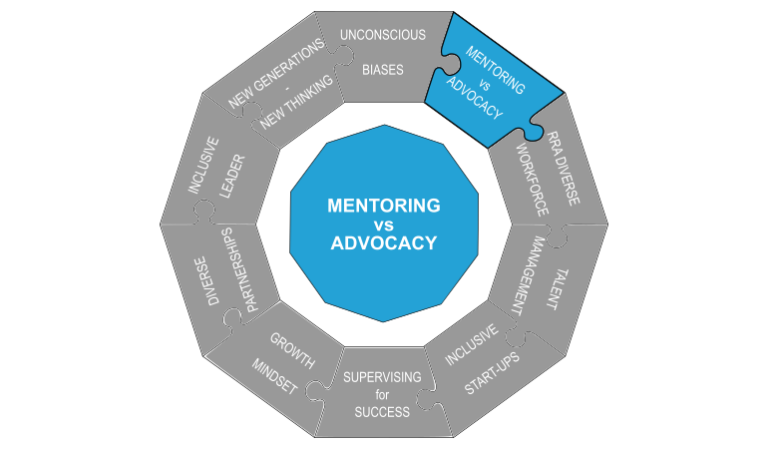 UNCONSCIOUS
BIASES
MENTORING
vs
ADVOCACY
RRA DIVERSE
WORKFORCE
TALENT
MANAGEMENT
INCLUSIVE
START-UPS
SUPERVISING
for
SUCCESS
GROWTH
MINDSET
DIVERSE
PARTNERSHIPS
INCLUSIVE
LEADER
NEW GENERATIONS
-
NEW THINKING
MENTORING
vs
ADVOCACY